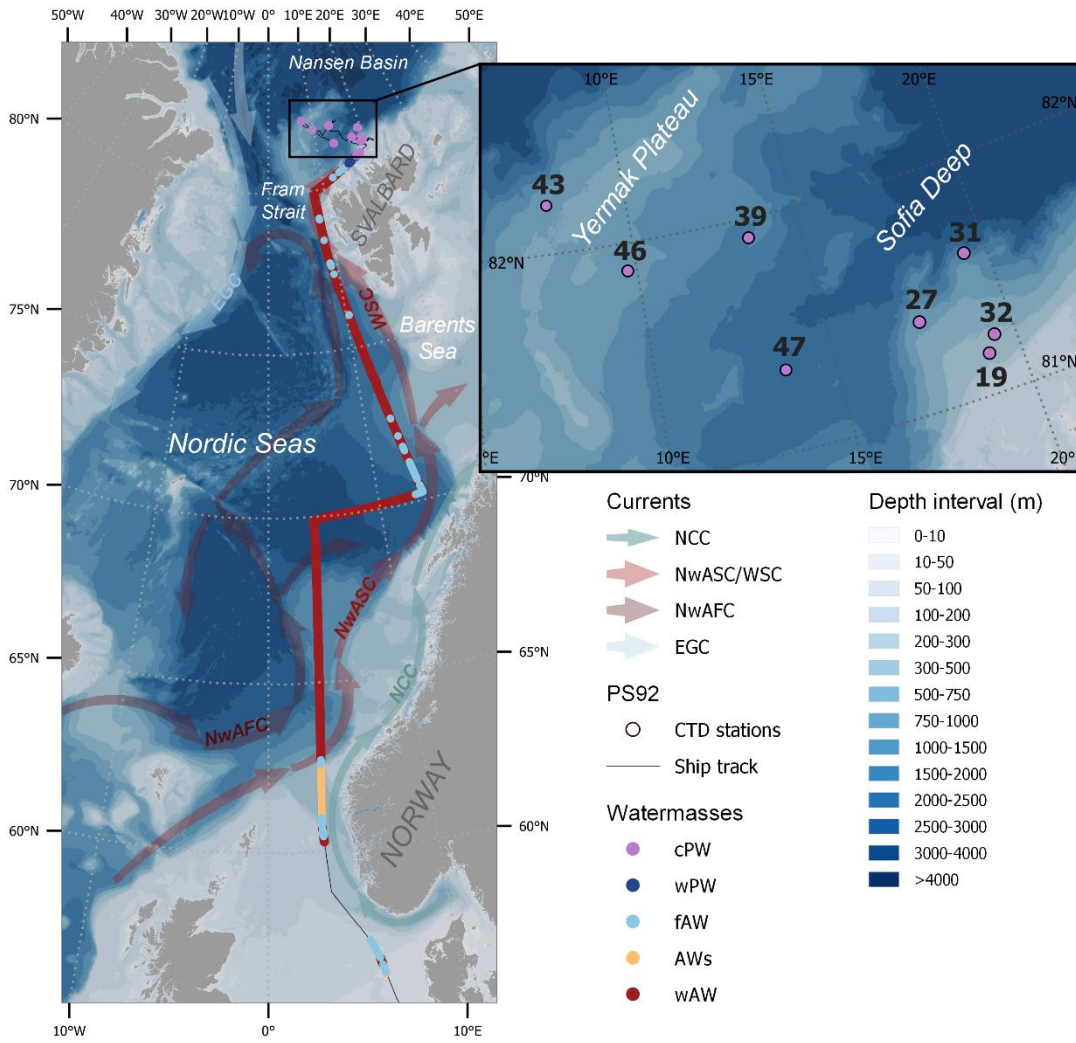 50°W 40°W 30°W 20°W 10°W 0° 10°E 20°E 30°E 40°E 50°E
Nansen Basin
80°N
75°N
70°N
65°N
60°N
70°N
65°N
60°N
10°W 0° 10°E
Fram
Strait
SVALBARD
EGC
WSC
Barents
Sea
Nordic Seas
NwASC
NwAFC
NCC
NORWAY
10°E 15°E 20°E
82°N
82°N
81°N
10°E 15°E 20°
0°E
Yermak Plateau
Sofia Deep
43
46
39
47
31
27
32
19
Currents
NCC
NwASC/WSC
NwAFC
EGC
PS92
CTD stations
Ship track
Watermasses
cPW
wPW
fAW
AWs
wAW
Depth interval (m)
0-10
10-50
50-100
100-200
200-300
300-500
500-750
750-1000
1000-1500
1500-2000
2000-2500
2500-3000
3000-4000
>4000